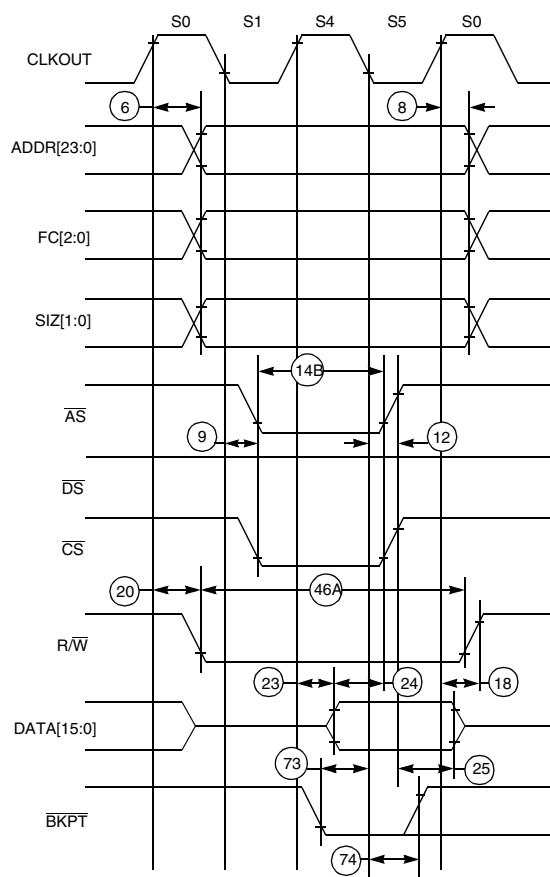 S0 S1 S4 S5 S0
CLKOUT
6 8
ADDR[23:0]
FC[2:0]
SIZ[1:0]
14B
AS
9 12
DS
CS
20 46A
R/W
23 24 18
DATA[15:0]
73 25
BKPT
74